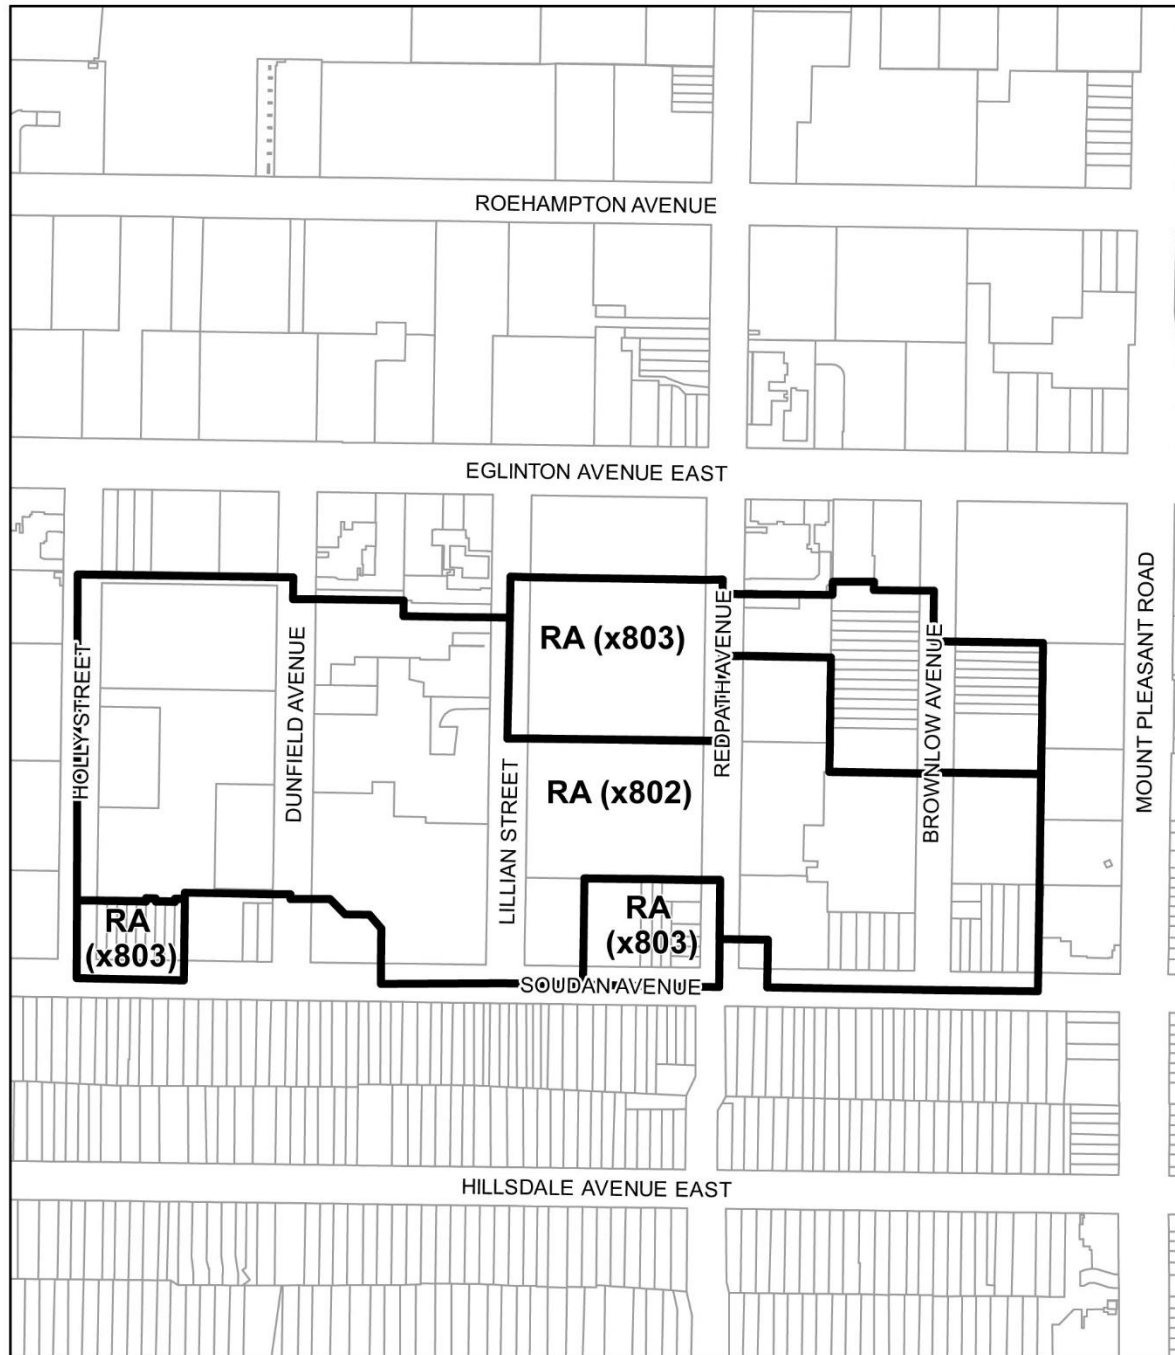 ROEHAMPTON AVENUE
EGLINTON AVENUE EAST
MOUNT PLEASANT ROAD
HOLLY STREET
DUNFIELD AVENUE
LILLIAN STREET
RA (x803)
REDPATH AVENUE
BROWNLOW AVENUE
RA (x802)
RA
(x803)
RA
(x803)
SOUDAN AVENUE
HILLSDALE AVENUE EAST